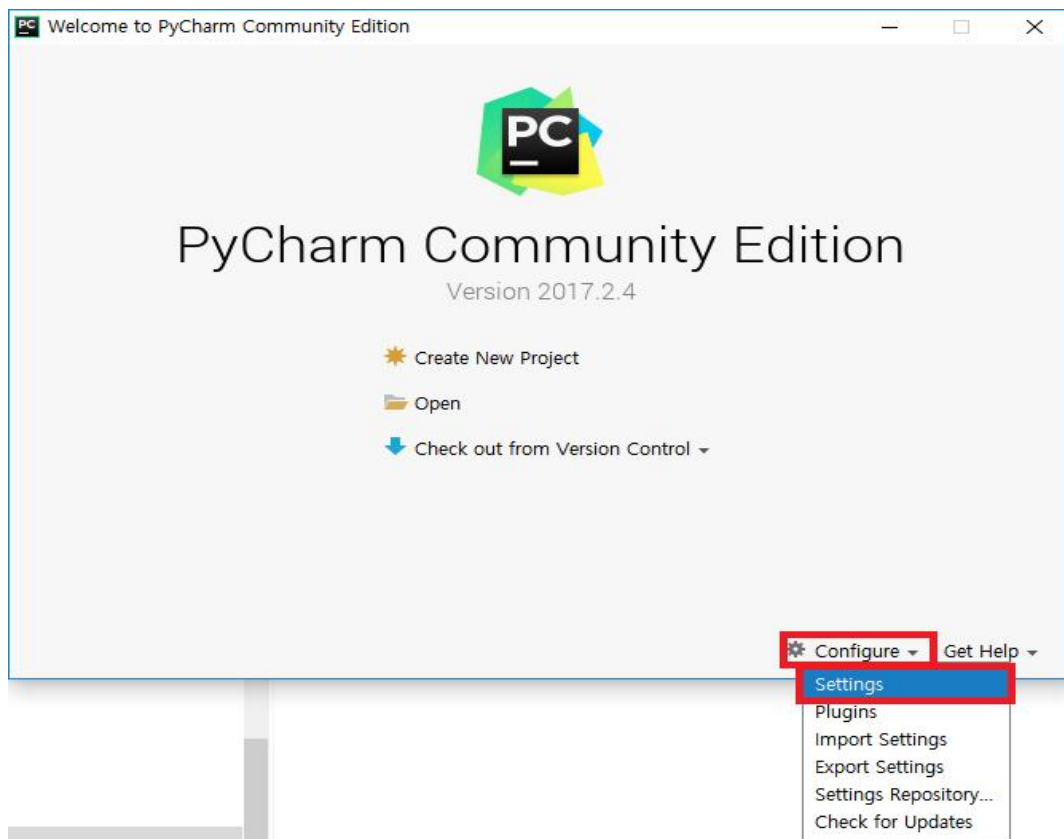 PC Welcome to PyCharm Community Edition
PC
PyCharm Community Edition
Version 2017.2.4
Create New Project
Open
Check out from Version Control
Configure Get Help
Settings
Plugins
Import Settings
Export Settings
Settings Repository...
Check for Updates